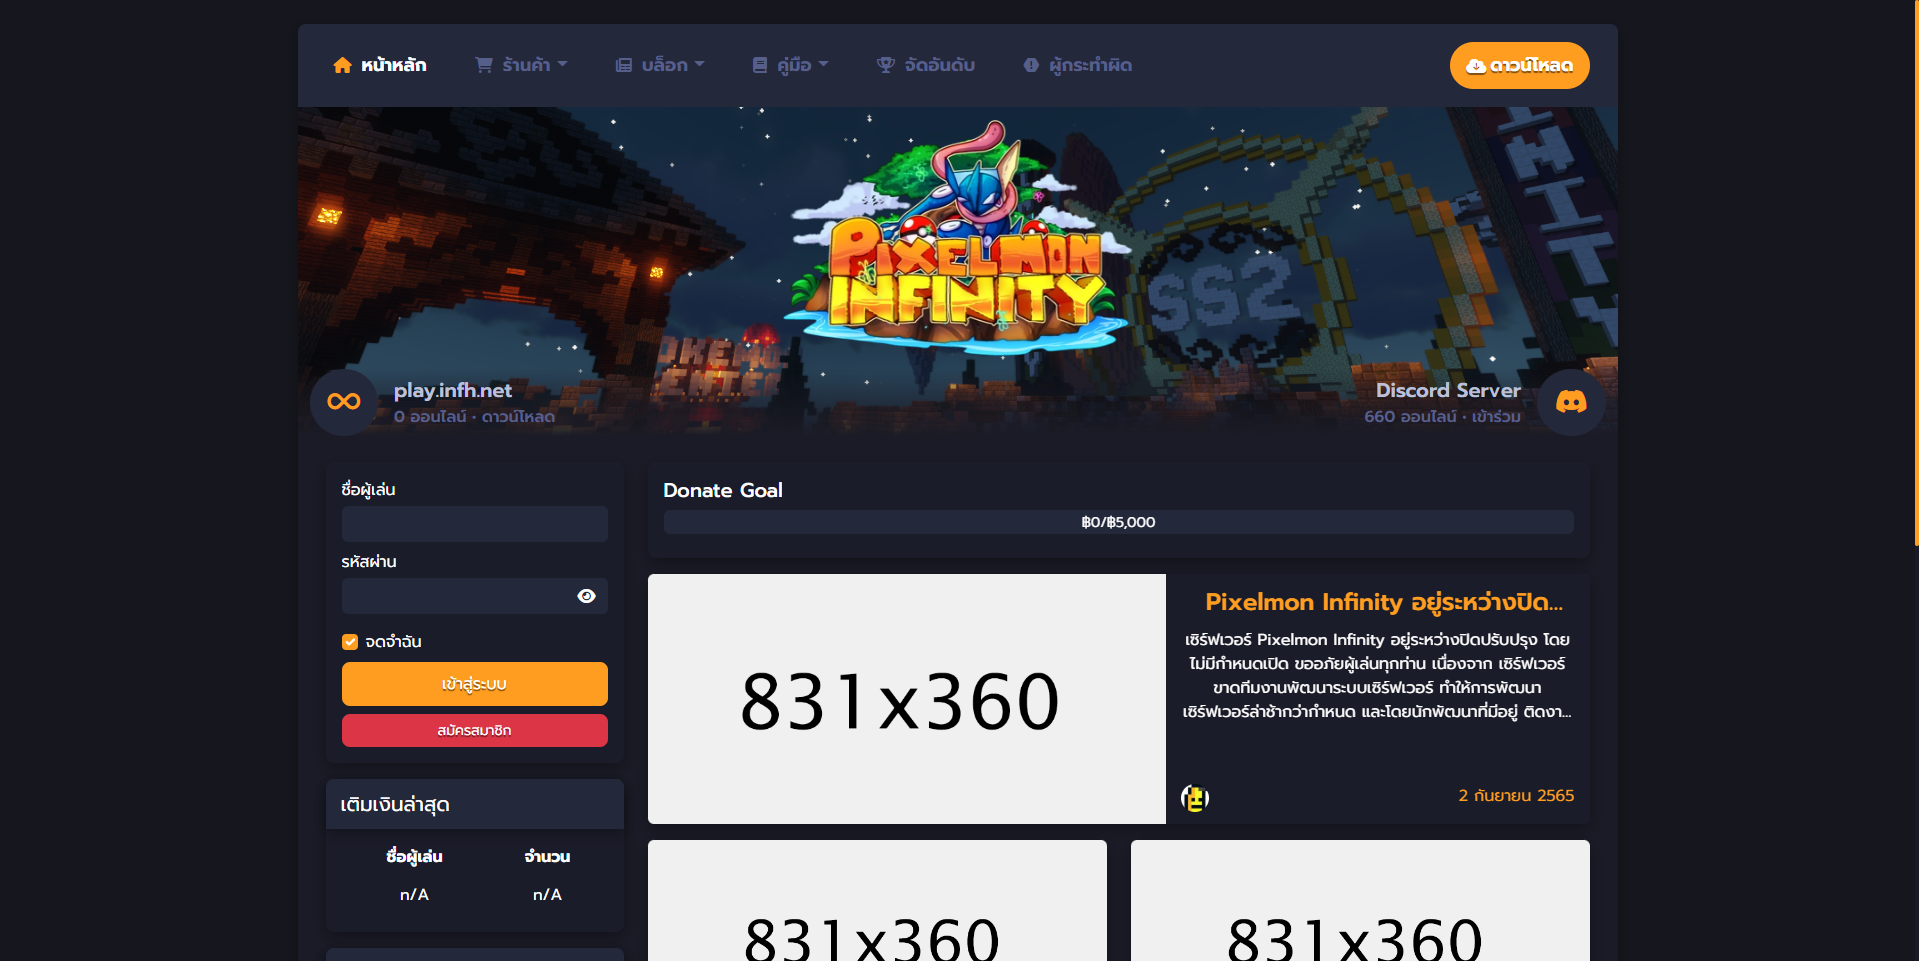 หน้าหลัก
ร้านค้า
บล็อก
คู่มือ
จัดอันดับ
ผู้กระทำผิด
ดาวน์โหลด
PIXELMON
INFINITY
SS2
play.infh.net
0 ออนไลน์ • ดาวน์โหลด
Discord Server
660 ออนไลน์ • เข้าร่วม
ชื่อผู้เล่น
รหัสผ่าน
จดจำฉัน
เข้าสู่ระบบ
สมัครสมาชิก
เติมเงินล่าสุด
ชื่อผู้เล่น จำนวน
n/A n/A
Donate Goal
฿0/฿5,000
831x360
Pixelmon Infinity อยู่ระหว่างปิด...
เซิร์ฟเวอร์ Pixelmon Infinity อยู่ระหว่างปิดปรับปรุง โดย
ไม่มีกำหนดเปิด ขออภัยผู้เล่นทุกท่าน เนื่องจาก เซิร์ฟเวอร์
ขาดทีมงานพัฒนาระบบเซิร์ฟเวอร์ ทำให้การพัฒนา
เซิร์ฟเวอร์ล่าช้ากว่ากำหนด และโดยนักพัฒนาที่มีอยู่ ติดงา...
2 กันยายน 2565
831x360
831x360